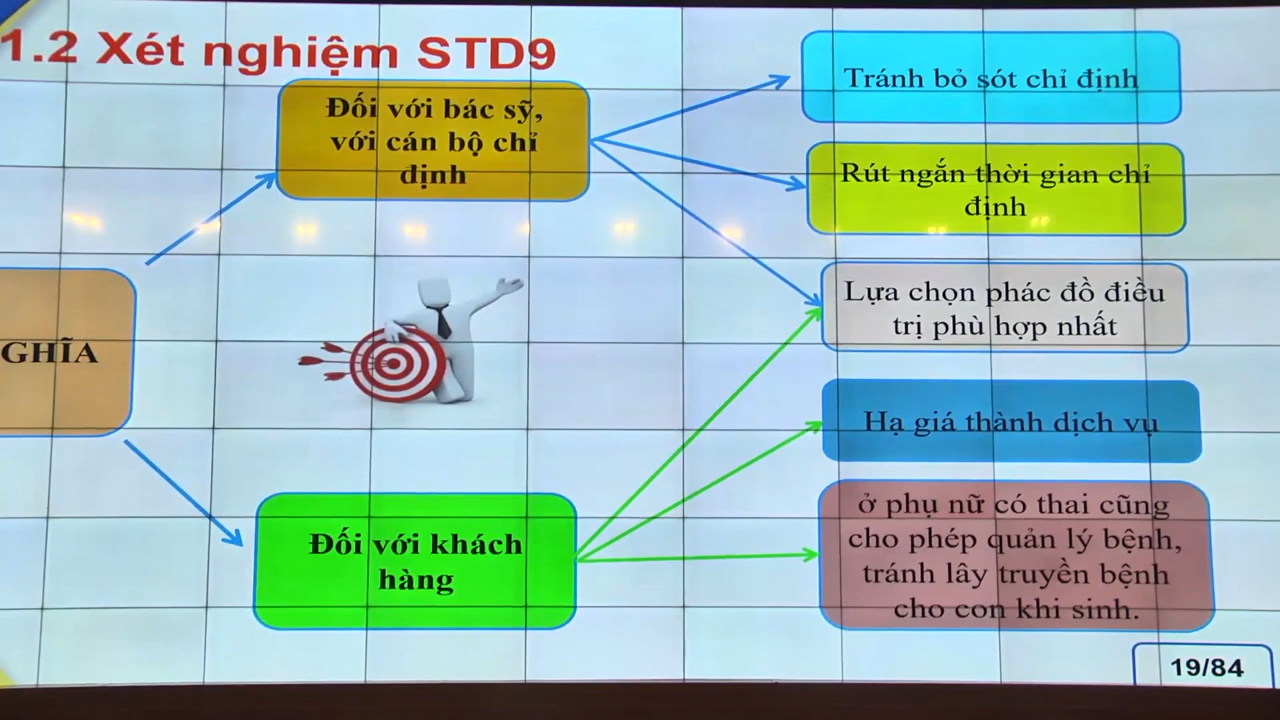 1.2 Xét nghiệm STD9
Đối với bác sỹ,
với cán bộ chỉ
định
Tránh bỏ sót chỉ định
Rút ngắn thời gian chỉ
định
Lựa chọn phác đồ điều
trị phù hợp nhất
GHĨA
Hạ giá thành dịch vụ
Đối với khách
hàng
ở phụ nữ có thai cũng
cho phép quản lý bệnh,
tránh lây truyền bệnh
cho con khi sinh.
19/84